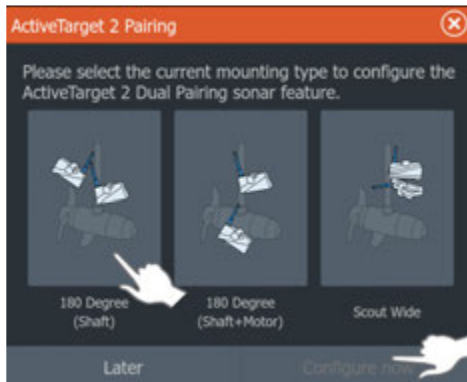 ActiveTarget 2 Pairing
Please select the current mounting type to configure the
ActiveTarget 2 Dual Pairing sonar feature.
180 Degree
(Shaft)
180 Degree
(Shaft+Motor)
Scout Wide
Later
Configure now